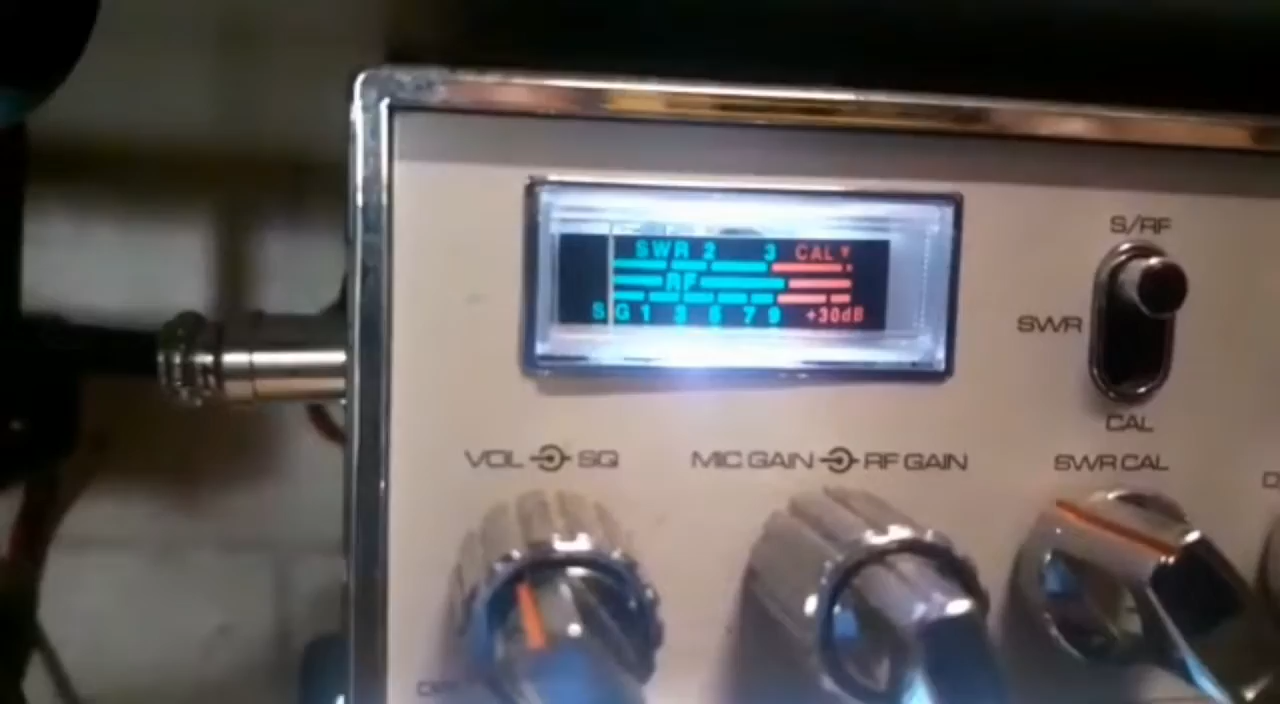 S/RF
SWR 2 3 CAL
RF
SIG 1 3 5 7 9 +30dB
SWR
CAL
VOL SQ
MIC GAIN RF GAIN
SWR CAL